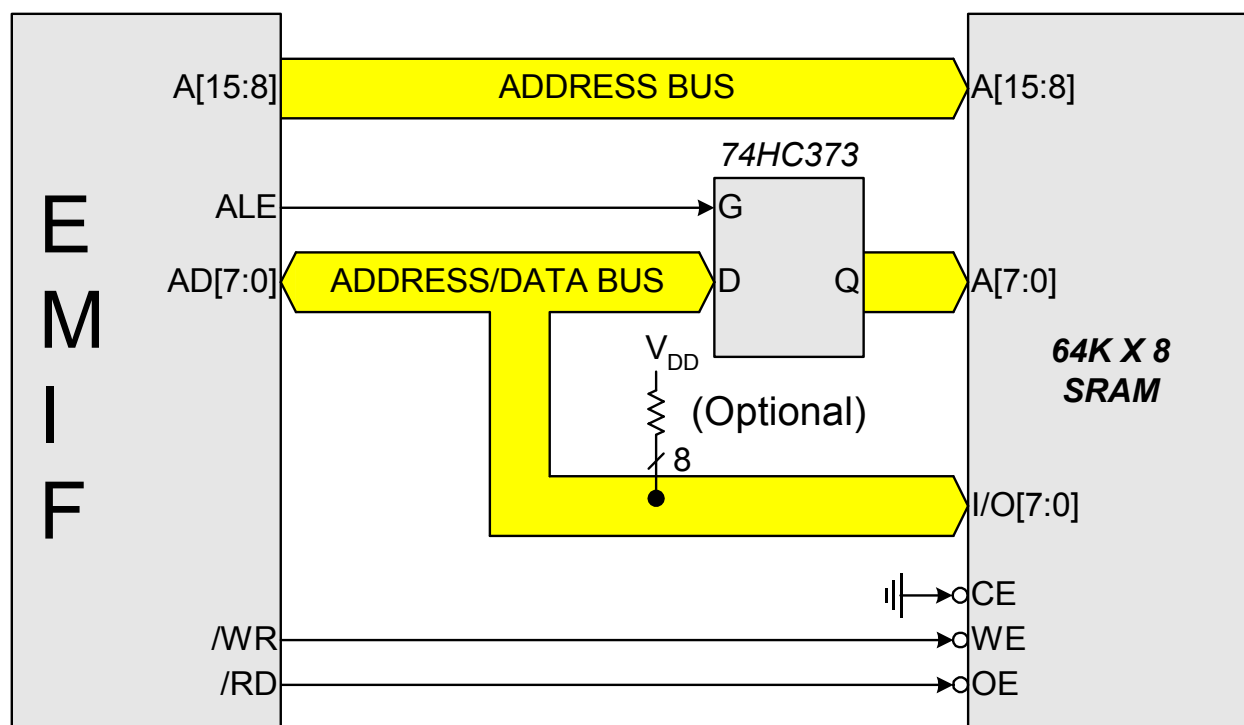 A[15:8] ADDRESS BUS A[15:8]
74HC373
ALE G
AD[7:0] ADDRESS/DATA BUS D Q A[7:0]
E
M
I
F
VDD
(Optional)
8
64K X 8
SRAM
I/O[7:0]
CE
/WR WE
/RD OE